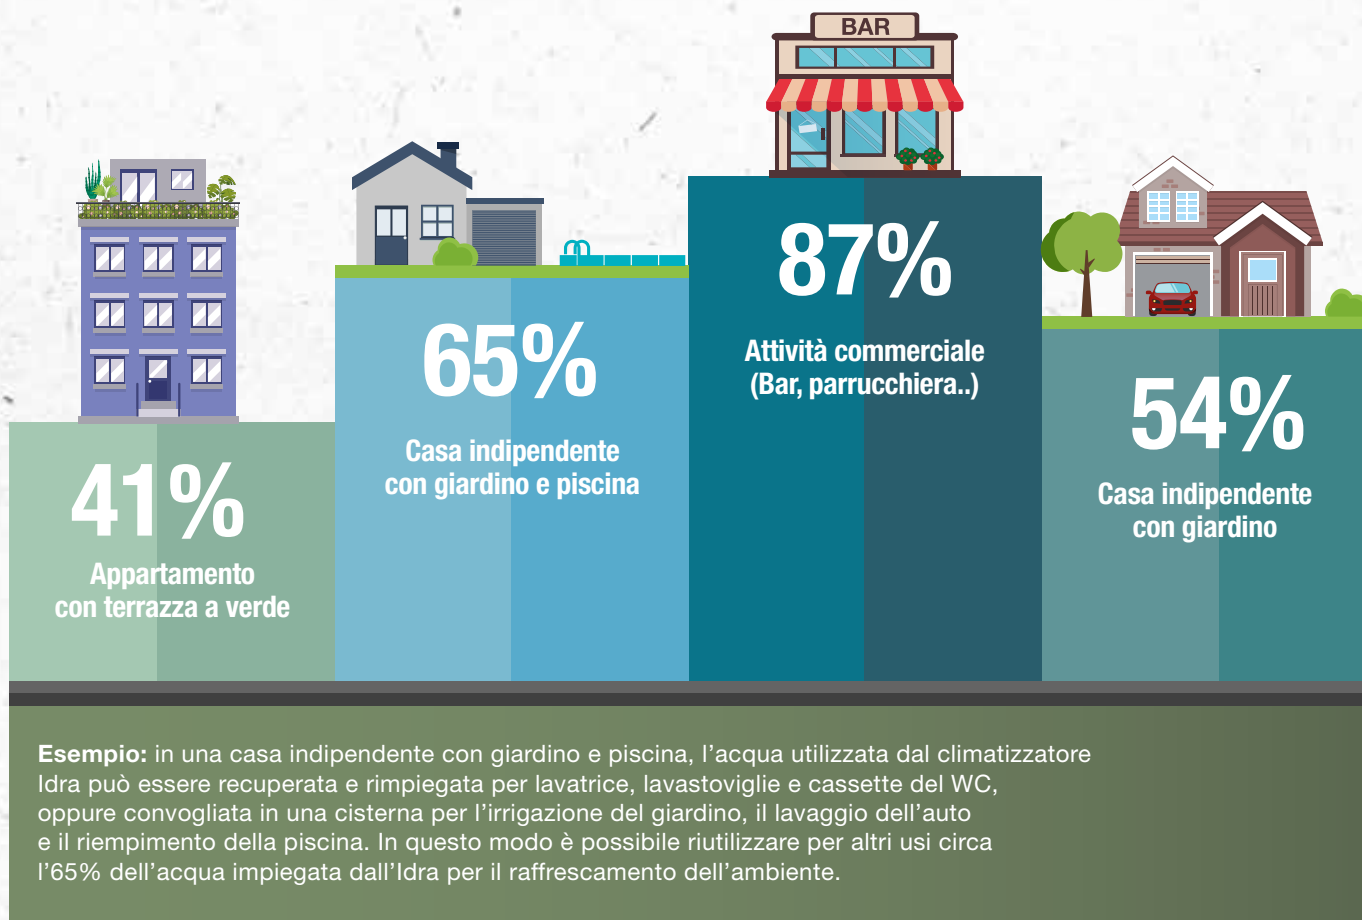 BAR
87%
Attività commerciale
(Bar, parrucchiera..)
65%
Casa indipendente
con giardino e piscina
54%
Casa indipendente
con giardino
41%
Appartamento
con terrazza a verde
Esempio: in una casa indipendente con giardino e piscina, l’acqua utilizzata dal climatizzatore
Idra può essere recuperata e rimpiegata per lavatrice, lavastoviglie e cassette del WC,
oppure convogliata in una cisterna per l’irrigazione del giardino, il lavaggio dell’auto
e il riempimento della piscina. In questo modo è possibile riutilizzare per altri usi circa
l’65% dell’acqua impiegata dall’Idra per il raffrescamento dell’ambiente.